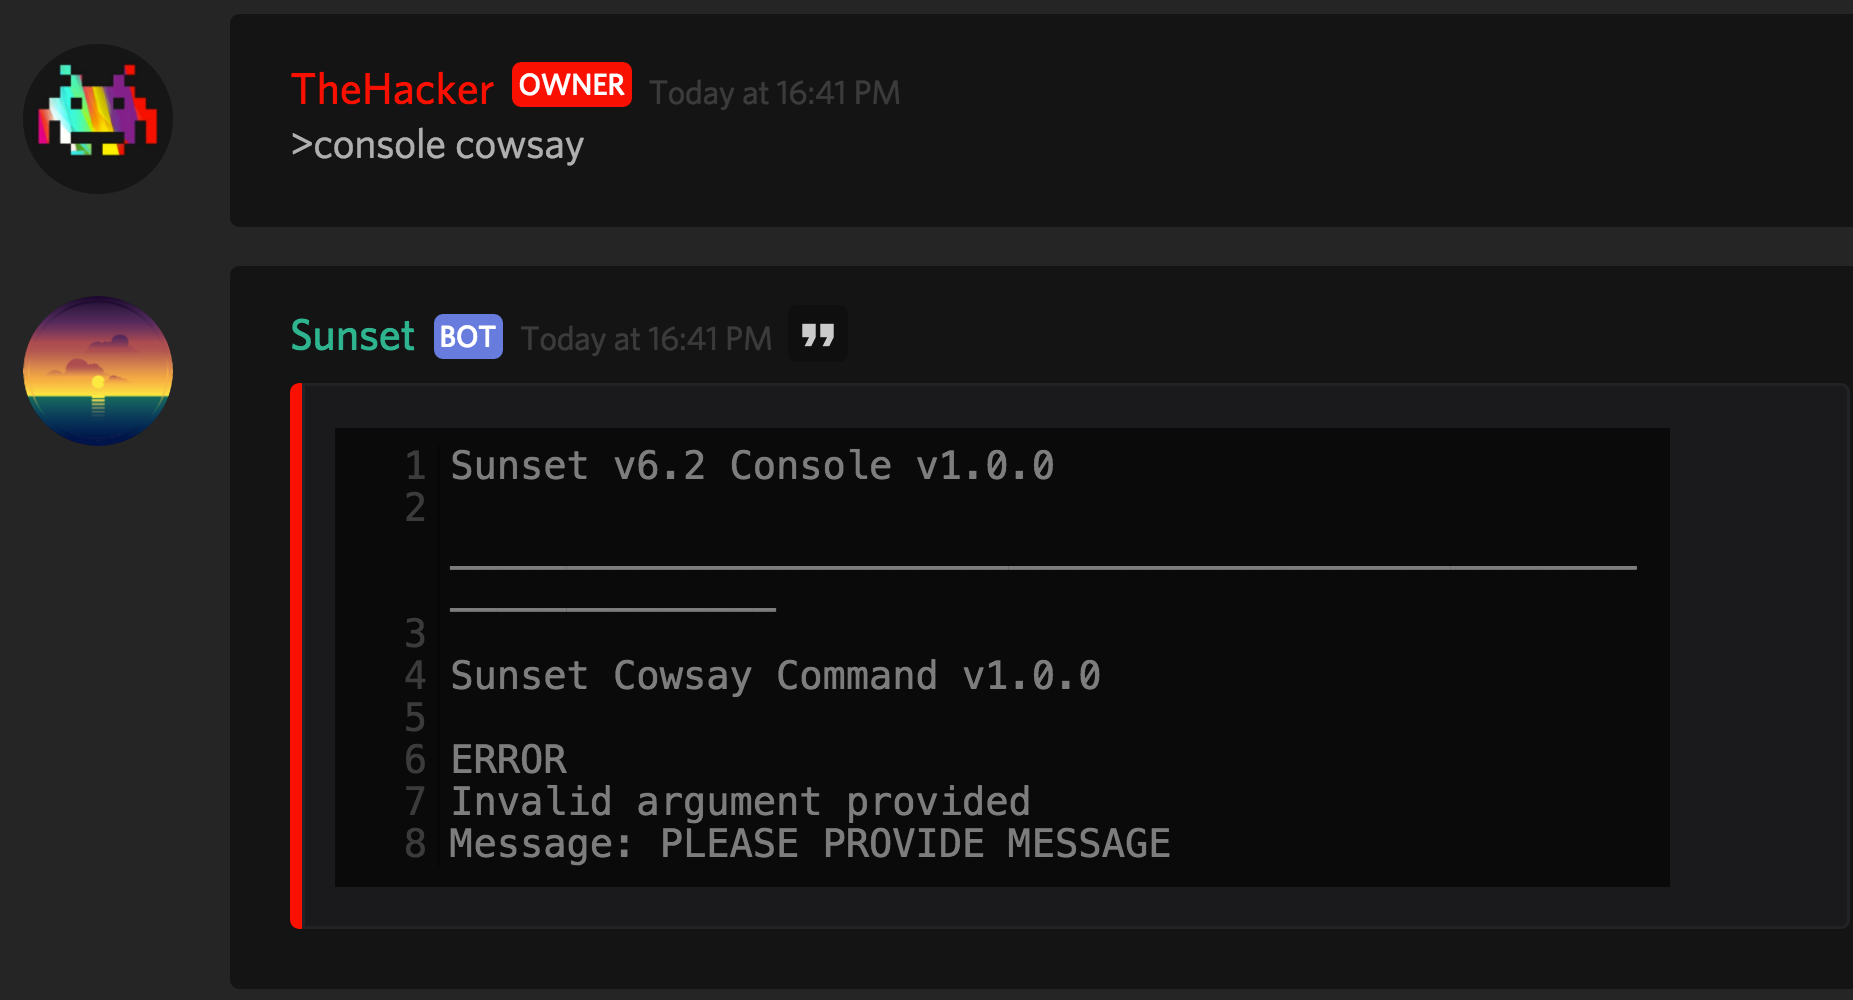 TheHacker OWNER Today at 16:41 PM
>console cowsay
Sunset BOT Today at 16:41 PM
1 Sunset v6.2 Console v1.0.0
2
3
4 Sunset Cowsay Command v1.0.0
5
6 ERROR
7 Invalid argument provided
8 Message: PLEASE PROVIDE MESSAGE